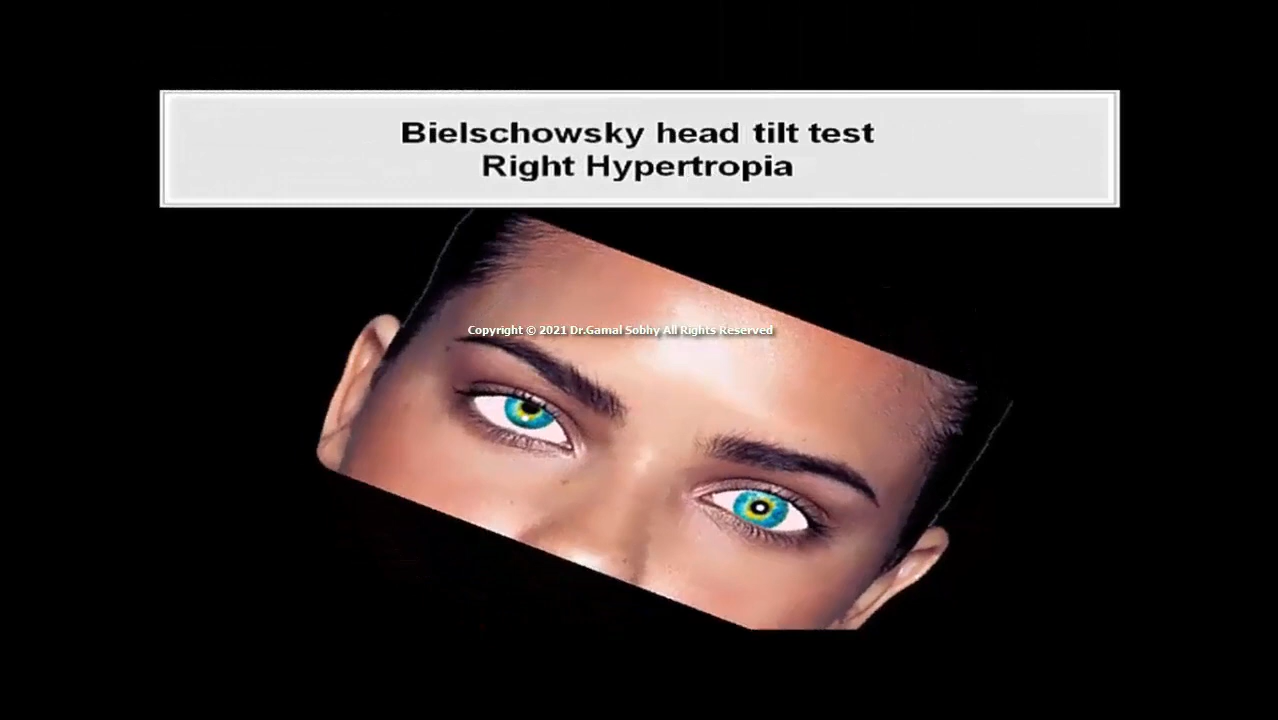 Bielschowsky head tilt test
Right Hypertropia
Copyright © 2021 Dr.Gamal Sobhy All Rights Reserved